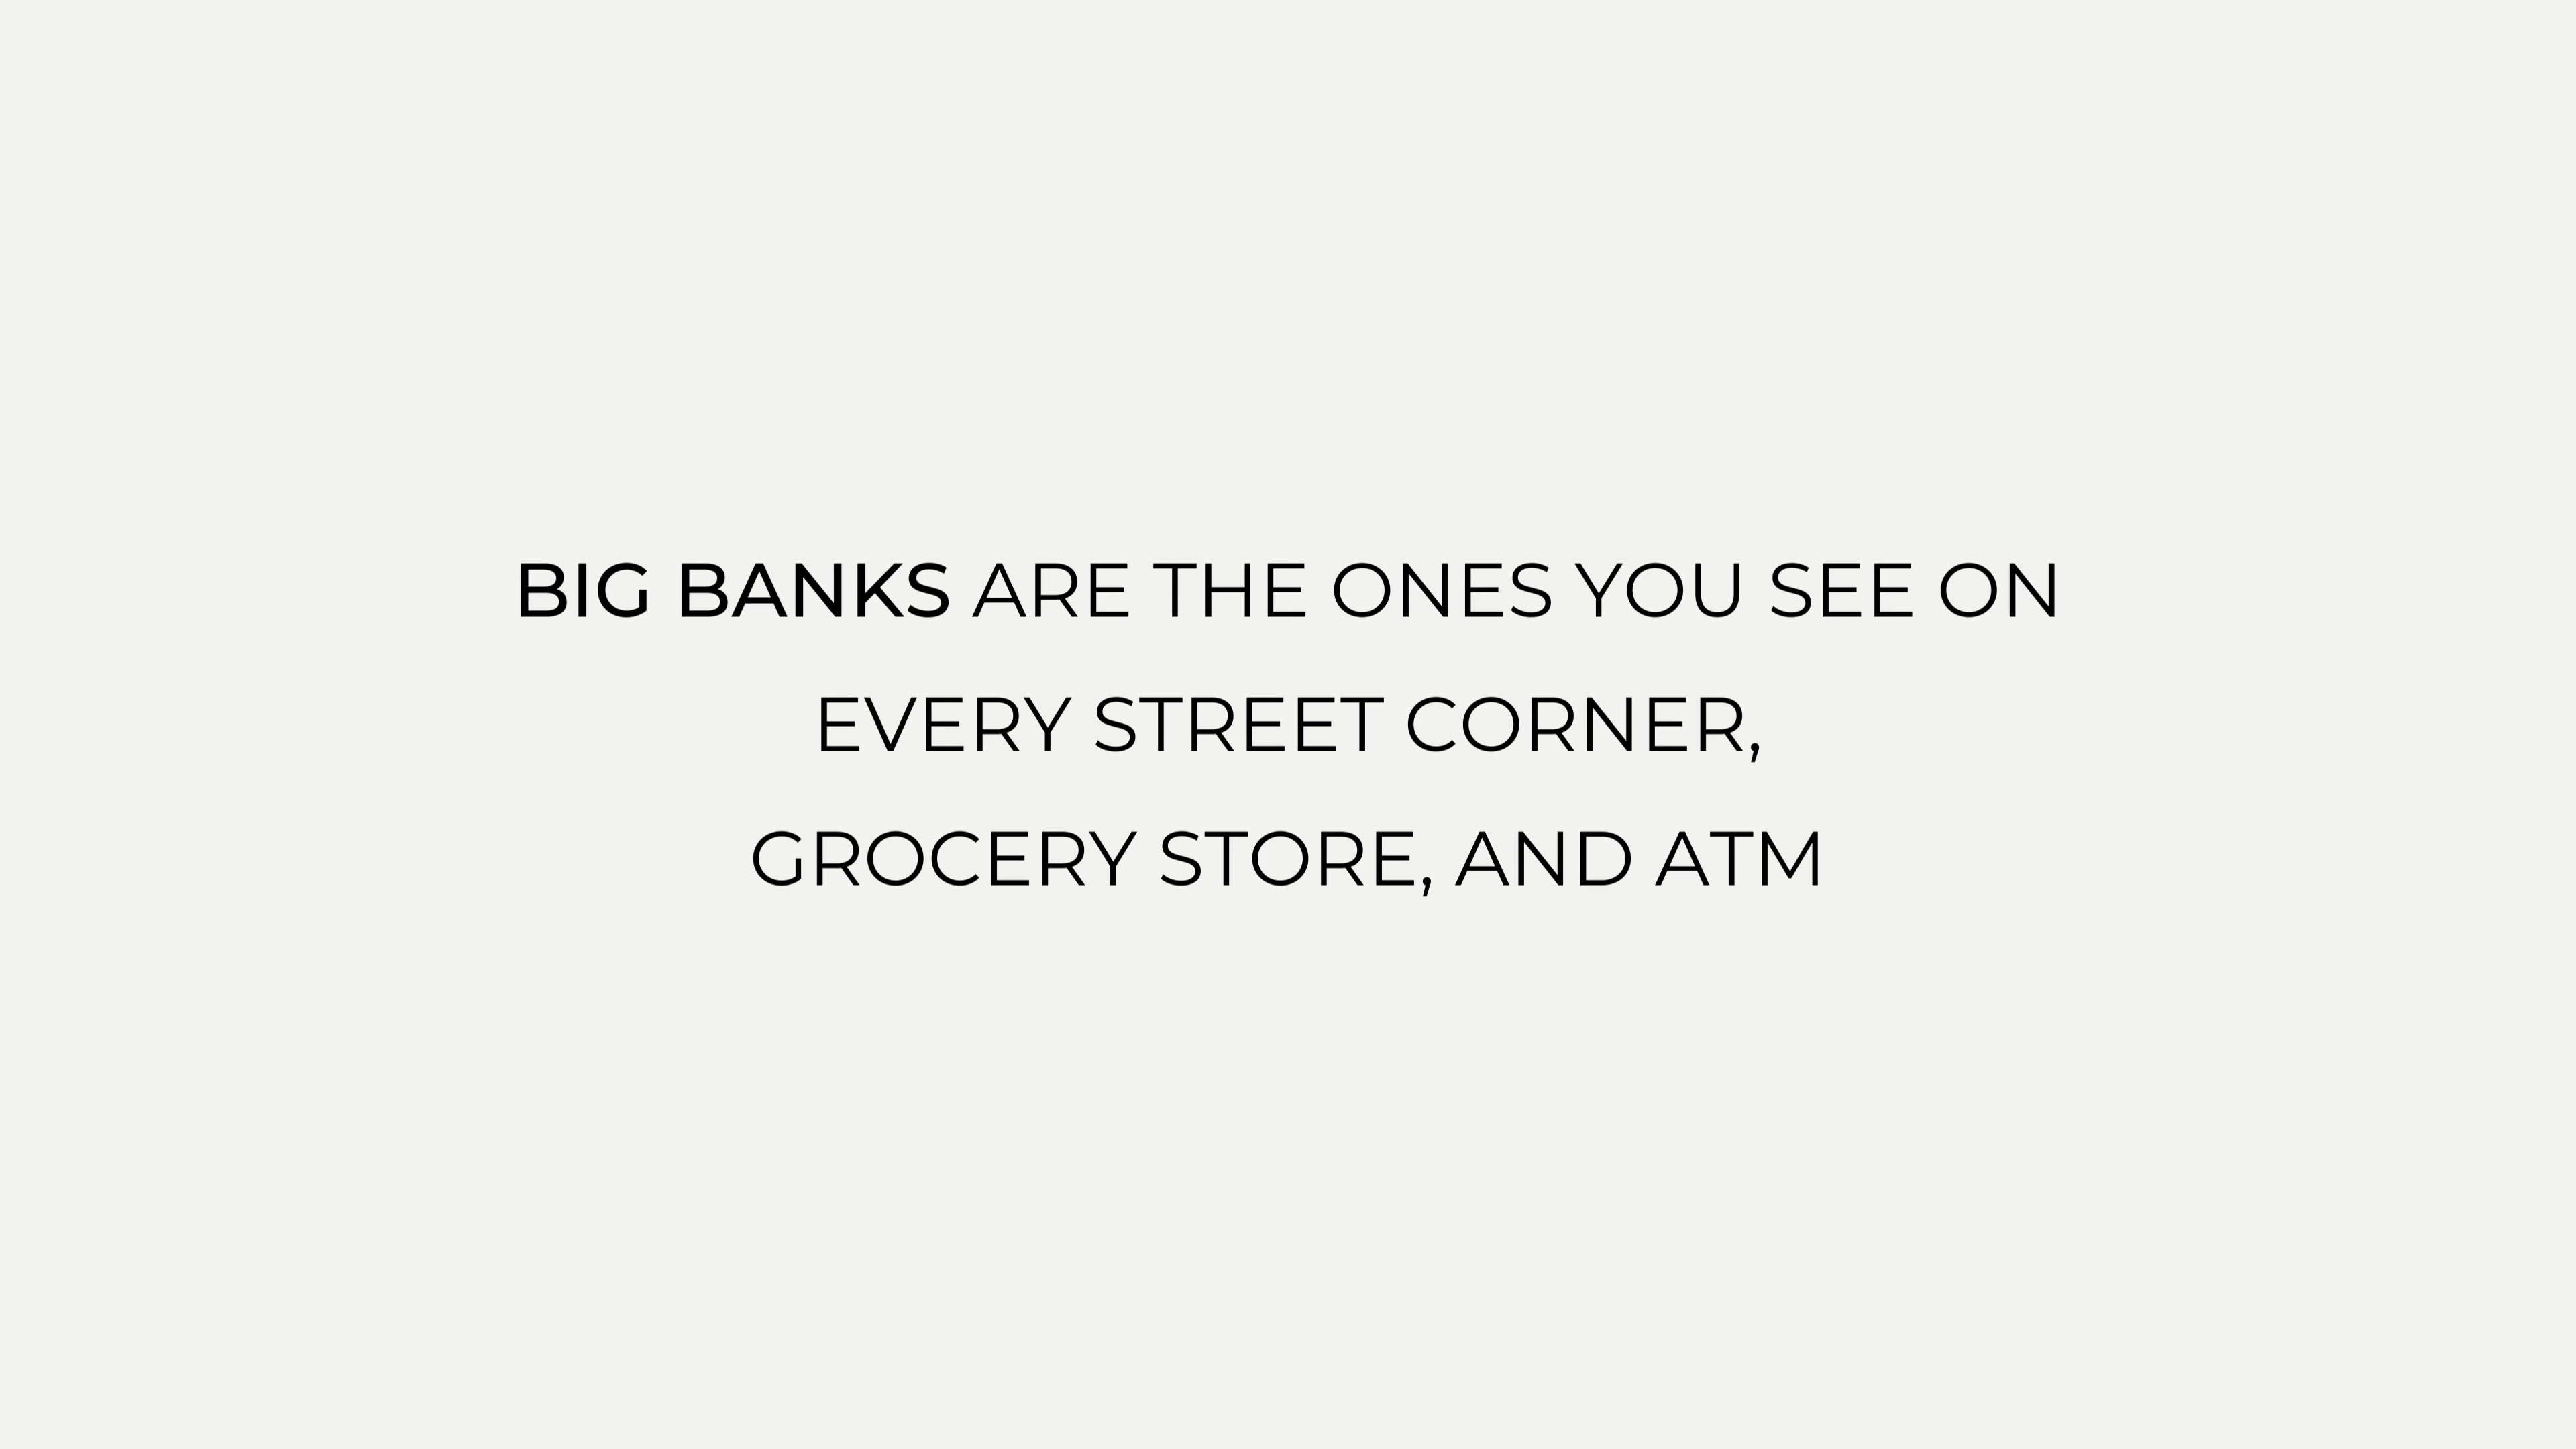 BIG BANKS ARE THE ONES YOU SEE ON
EVERY STREET CORNER,
GROCERY STORE, AND ATM